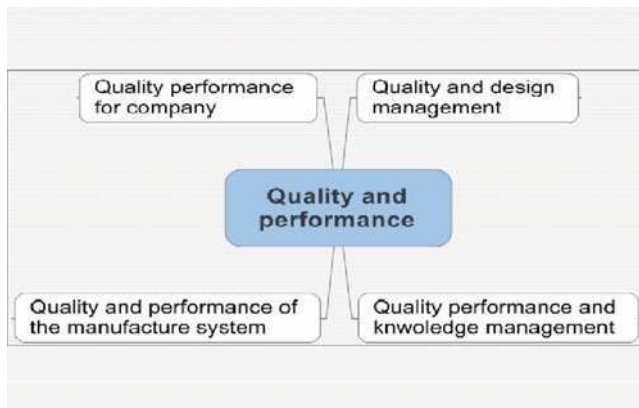 Quality performance
for company
Quality and design
management
Quality and
performance
Quality and performance of
the manufacture system
Quality performance and
knwoledge management